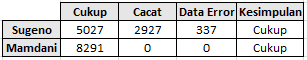 Cukup Cacat Data Error Kesimpulan
Sugeno 5027 2927 337 Cukup
Mamdani 8291 0 0 Cukup